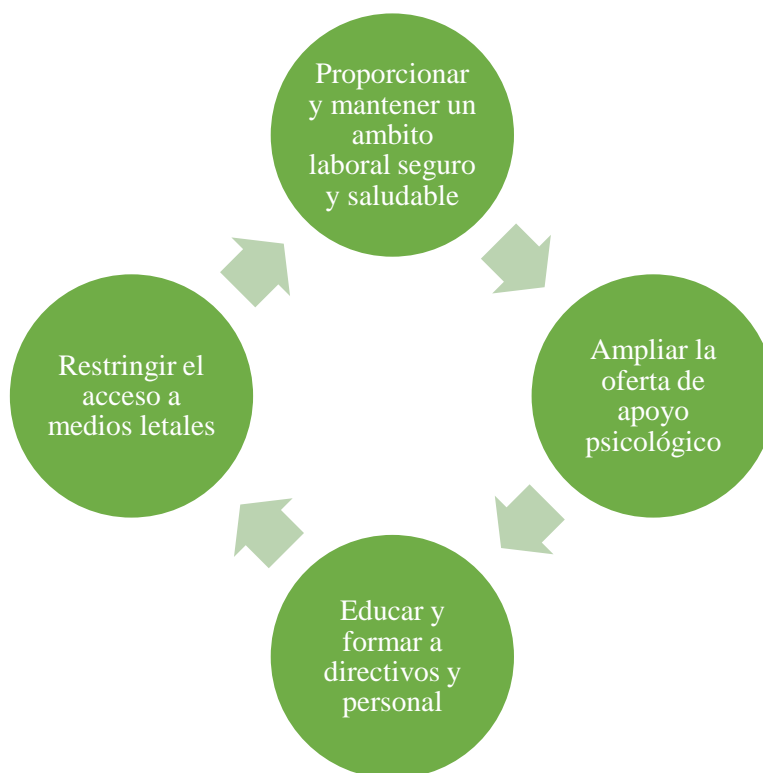 Proporcionar
y mantener un
ambito
laboral seguro
y saludable
Ampliar la
oferta de
apoyo
psicológico
Educar y
formar a
directivos y
personal
Restringir el
acceso a
medios letales